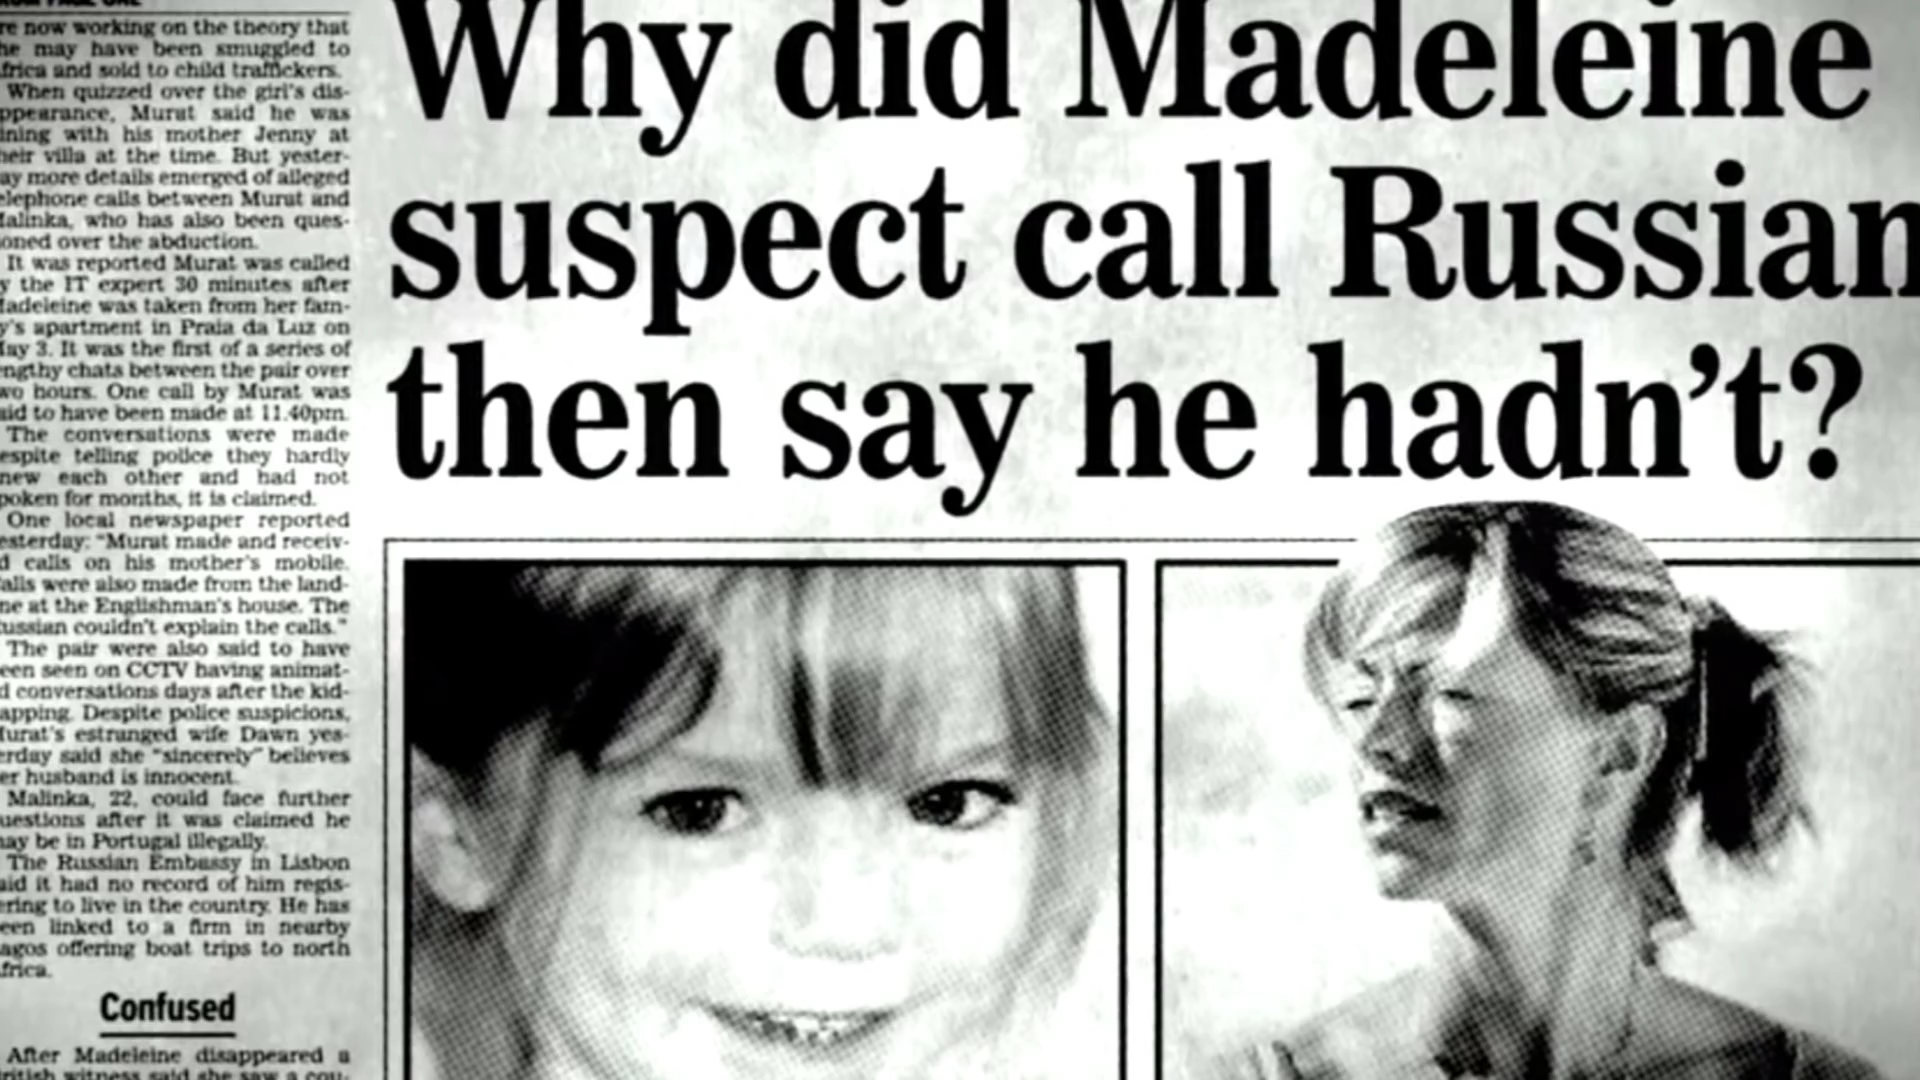 re now working on the theory that
he may have been smuggled to
frica and sold to child traffickers.
When quizzed over the girl's dis-
ppearance, Murat said he was
ining with his mother Jenny at
heir villa at the time. But yester-
ay more details emerged of alleged
elephone calls between Murat and
alinka, who has also been ques-
oned over the abduction.
It was reported Murat was called
y the IT expert 30 minutes after
adeleine was taken from her fam-
y's apartment in Praia da Luz on
ay 3. It was the first of a series of
engthy chats between the pair over
wo hours. One call by Murat was
aid to have been made at 11.40pm.
The conversations were made
espite telling police they hardly
new each other and had not
poken for months, it is claimed.
One local newspaper reported
esterday: "Murat made and receiv-
d calls on his mother's mobile.
alls were also made from the land-
ne at the Englishman's house. The
ussian couldn't explain the calls."
The pair were also said to have
een seen on CCTV having animat-
d conversations days after the kid-
apping. Despite police suspicions,
urat's estranged wife Dawn yes-
erday said she "sincerely" believes
er husband is innocent.
Malinka, 22, could face further
uestions after it was claimed he
ay be in Portugal illegally.
The Russian Embassy in Lisbon
aid it had no record of him regis-
ering to live in the country. He has
een linked to a firm in nearby
agos offering boat trips to north
frica.
Confused
After Madeleine disappeared a
ritish witness said she saw a cou-
Why did Madeleine
suspect call Russian
then say he hadn't?